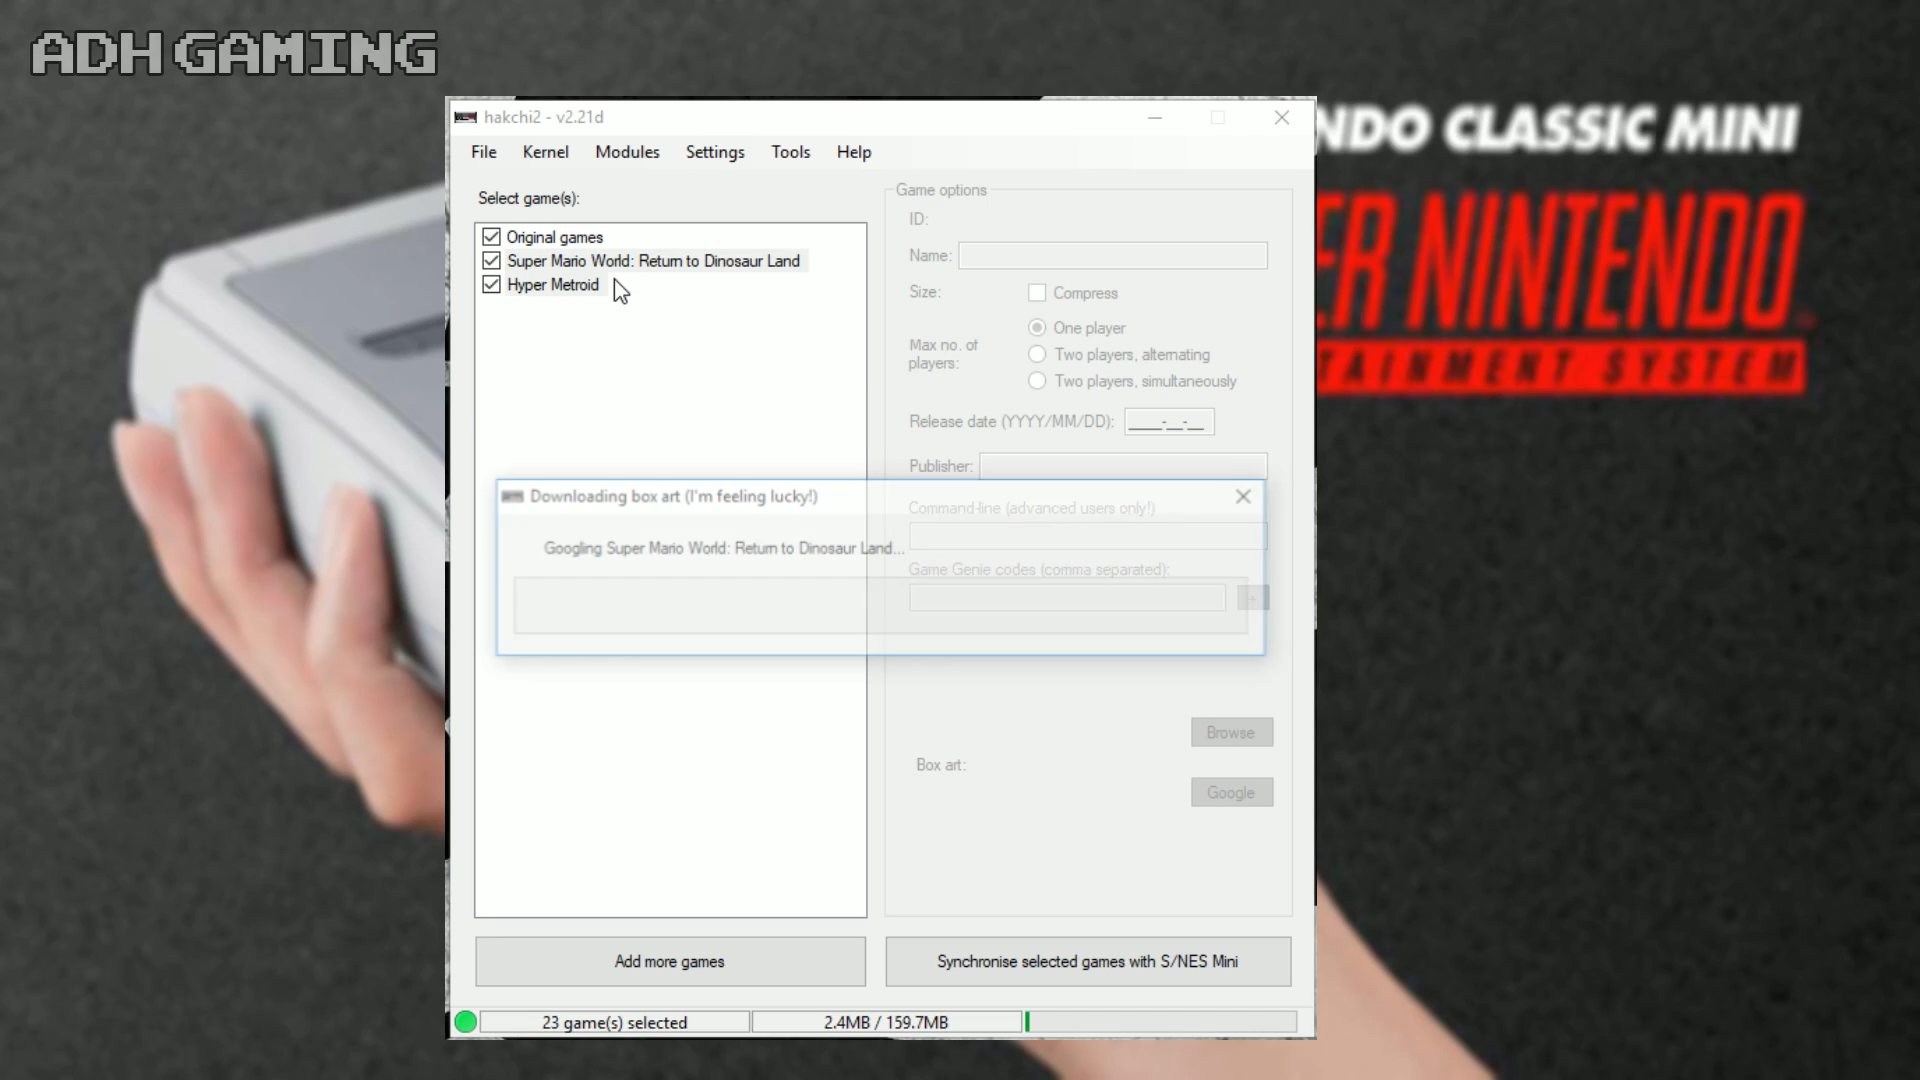 ADH GAMING
hakchi2 - v2.21d
File Kernel Modules Settings Tools Help
Select game(s):
Original games
Super Mario World: Return to Dinosaur Land
Hyper Metroid
Game options
ID:
Name:
Size:
Compress
Max no. of
players:
One player
Two players, alternating
Two players, simultaneously
Release date (YYYY/MM/DD): ____-__-__
Publisher:
Downloading box art (I'm feeling lucky!)
Command-line (advanced users only!)
Googling Super Mario World: Return to Dinosaur Land...
Game Genie codes (comma separated):
+
Browse
Box art:
Google
Add more games
Synchronise selected games with S/NES Mini
23 game(s) selected
2.4MB / 159.7MB
NDO CLASSIC MINI
ER NINTENDO
TAINMENT SYSTEM